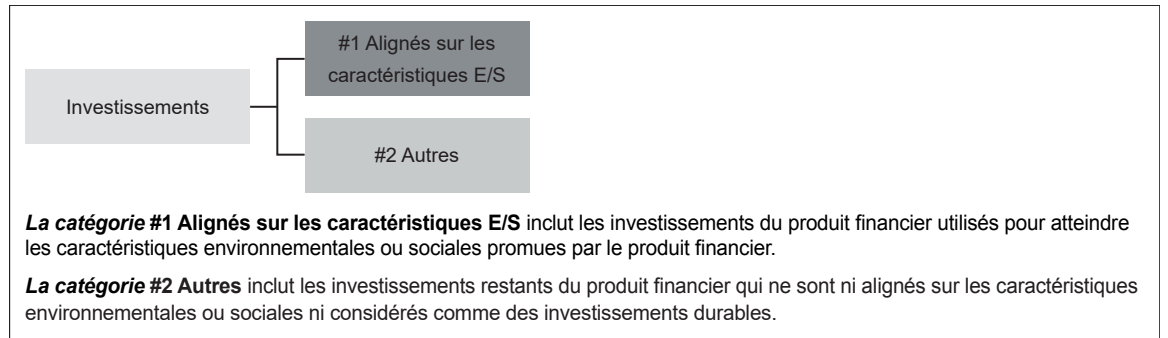 #1 Alignés sur les
caractéristiques E/S
Investissements
#2 Autres
La catégorie #1 Alignés sur les caractéristiques E/S inclut les investissements du produit financier utilisés pour atteindre
les caractéristiques environnementales ou sociales promues par le produit financier.
La catégorie #2 Autres inclut les investissements restants du produit financier qui ne sont ni alignés sur les caractéristiques
environnementales ou sociales ni considérés comme des investissements durables.